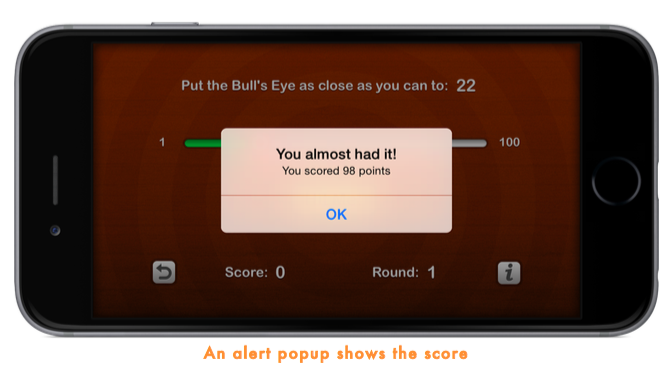 Put the Bull's Eye as close as you can to: 22
1 100
You almost had it!
You scored 98 points
OK
Score: 0 Round: 1 i
An alert popup shows the score